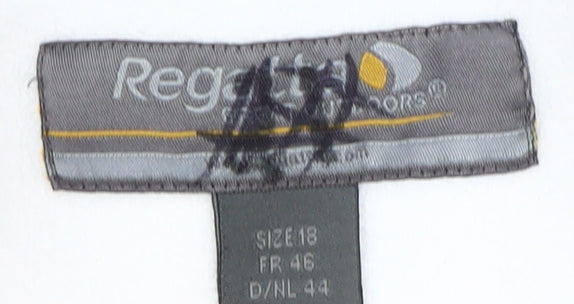 Regatta
OUTDOORS®
SIZE 18
FR 46
D/NL 44